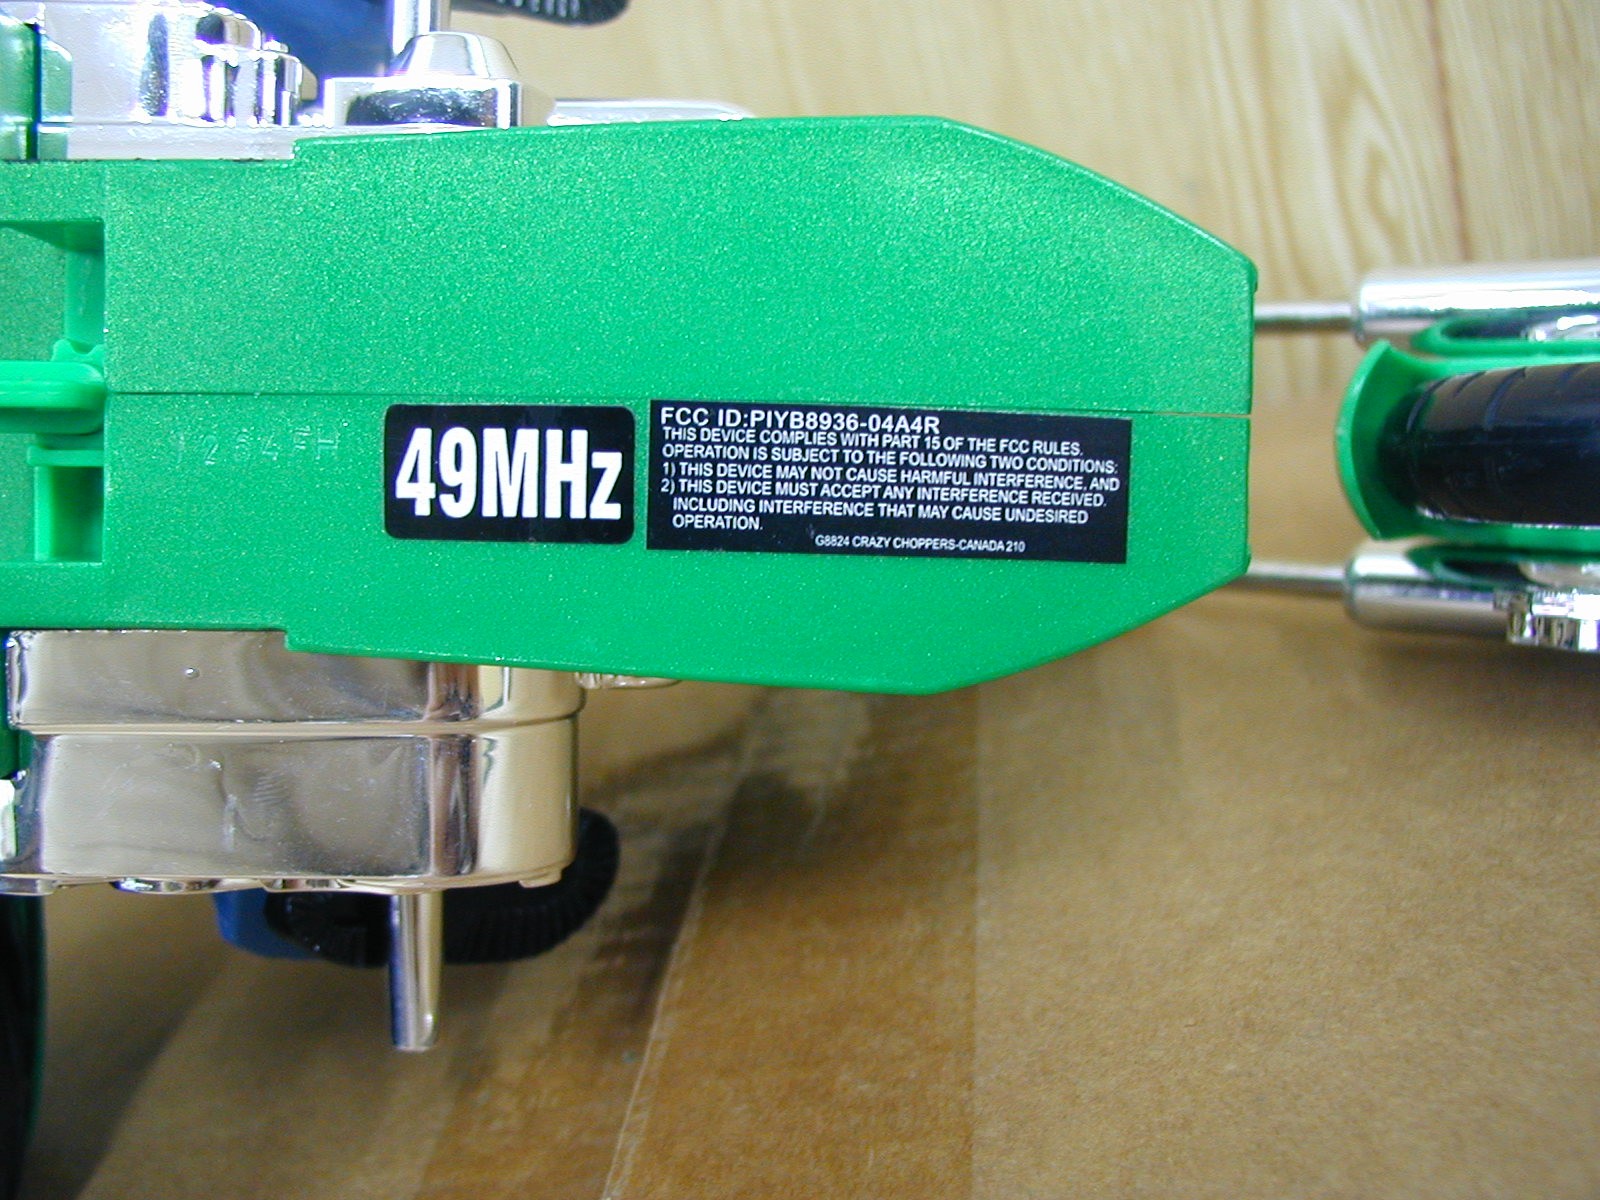 49MHz
FCC ID:PIYB8936-04A4R
THIS DEVICE COMPLIES WITH PART 15 OF THE FCC RULES.
OPERATION IS SUBJECT TO THE FOLLOWING TWO CONDITIONS:
1) THIS DEVICE MAY NOT CAUSE HARMFUL INTERFERENCE, AND
2) THIS DEVICE MUST ACCEPT ANY INTERFERENCE RECEIVED.
INCLUDING INTERFERENCE THAT MAY CAUSE UNDESIRED
OPERATION.
G8824 CRAZY CHOPPERS-CANADA 210